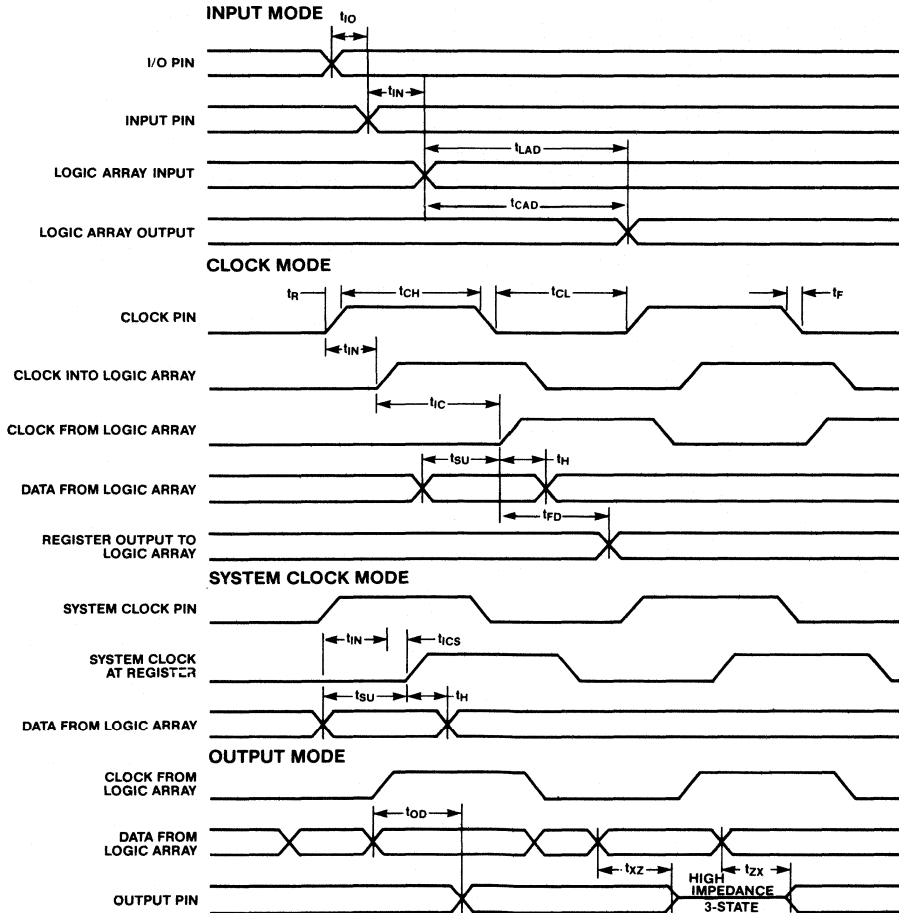 INPUT MODE
tIO
I/O PIN
tIN
INPUT PIN
tLAD
LOGIC ARRAY INPUT
tCAD
LOGIC ARRAY OUTPUT
CLOCK MODE
tR
tCH
tCL
tF
CLOCK PIN
tIN
CLOCK INTO LOGIC ARRAY
tIC
CLOCK FROM LOGIC ARRAY
tSU
tH
DATA FROM LOGIC ARRAY
tFD
REGISTER OUTPUT TO
LOGIC ARRAY
SYSTEM CLOCK MODE
SYSTEM CLOCK PIN
tIN
tICS
SYSTEM CLOCK
AT REGISTER
tSU
tH
DATA FROM LOGIC ARRAY
OUTPUT MODE
CLOCK FROM
LOGIC ARRAY
tOD
DATA FROM
LOGIC ARRAY
tXZ
tZX
HIGH
IMPEDANCE
3-STATE
OUTPUT PIN